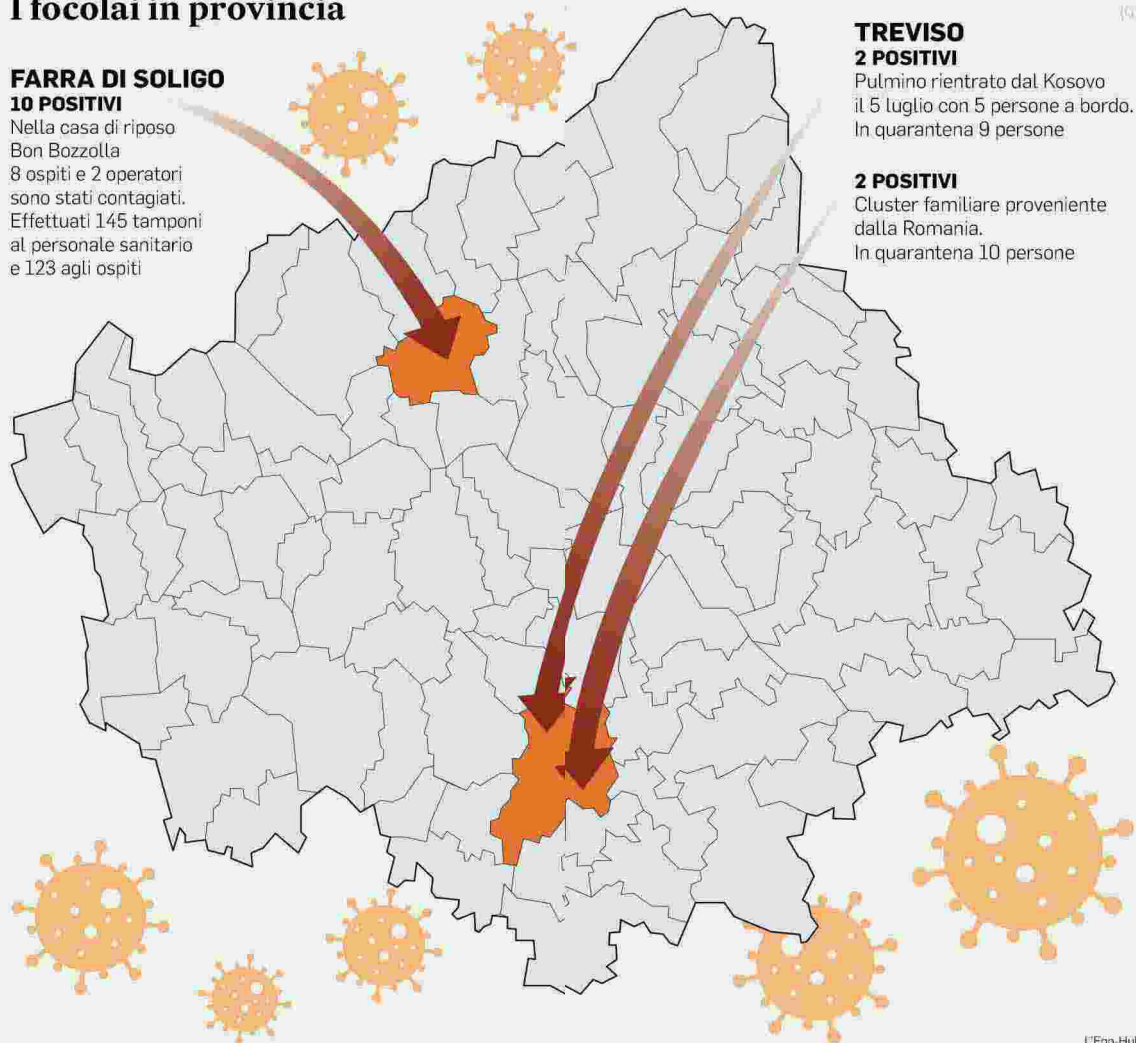 I focolai in provincia
FARRA DI SOLIGO
10 POSITIVI
Nella casa di riposo
Bon Bozzolla
8 ospiti e 2 operatori
sono stati contagiati.
Effettuati 145 tamponi
al personale sanitario
e 123 agli ospiti
TREVISO
2 POSITIVI
Pulmino rientrato dal Kosovo
il 5 luglio con 5 persone a bordo.
In quarantena 9 persone
2 POSITIVI
Cluster familiare proveniente
dalla Romania.
In quarantena 10 persone